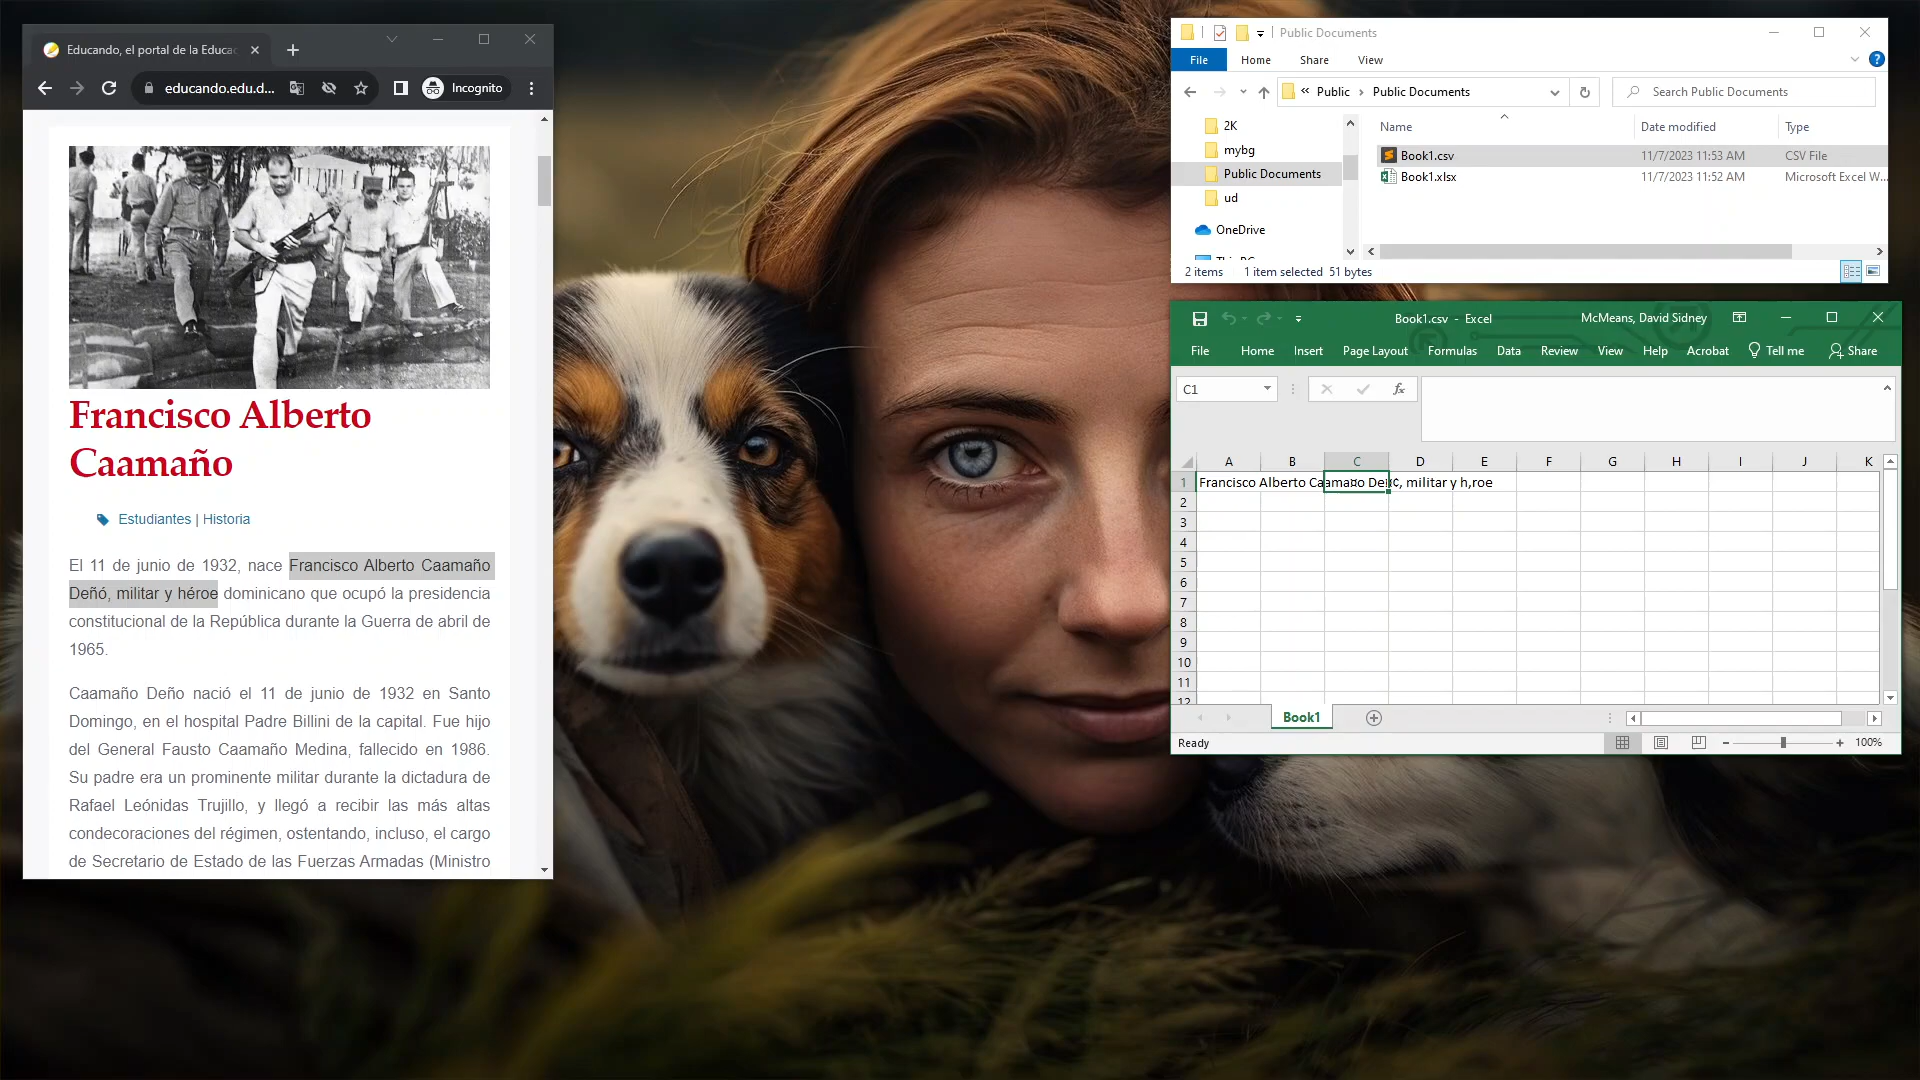 Educando, el portal de la Educac
educando.edu.d...
Incognito
Francisco Alberto
Caamaño
Estudiantes | Historia
El 11 de junio de 1932, nace Francisco Alberto Caamaño
Deñó, militar y héroe dominicano que ocupó la presidencia
constitucional de la República durante la Guerra de abril de
1965.
Caamaño Deño nació el 11 de junio de 1932 en Santo
Domingo, en el hospital Padre Billini de la capital. Fue hijo
del General Fausto Caamaño Medina, fallecido en 1986.
Su padre era un prominente militar durante la dictadura de
Rafael Leónidas Trujillo, y llegó a recibir las más altas
condecoraciones del régimen, ostentando, incluso, el cargo
de Secretario de Estado de las Fuerzas Armadas (Ministro
Public Documents
File Home Share View
« Public > Public Documents
Search Public Documents
2K
mybg
Public Documents
ud
OneDrive
This PC
Name Date modified Type
Book1.csv 11/7/2023 11:53 AM CSV File
Book1.xlsx 11/7/2023 11:52 AM Microsoft Excel W...
2 items 1 item selected 51 bytes
Book1.csv - Excel
McMeans, David Sidney
File Home Insert Page Layout Formulas Data Review View Help Acrobat Tell me Share
C1
fx
A B C D E F G H I J K
1 Francisco Alberto Caama¤o De¤¢, militar y h‚roe
2
3
4
5
6
7
8
9
10
11
12
Book1
Ready
100%